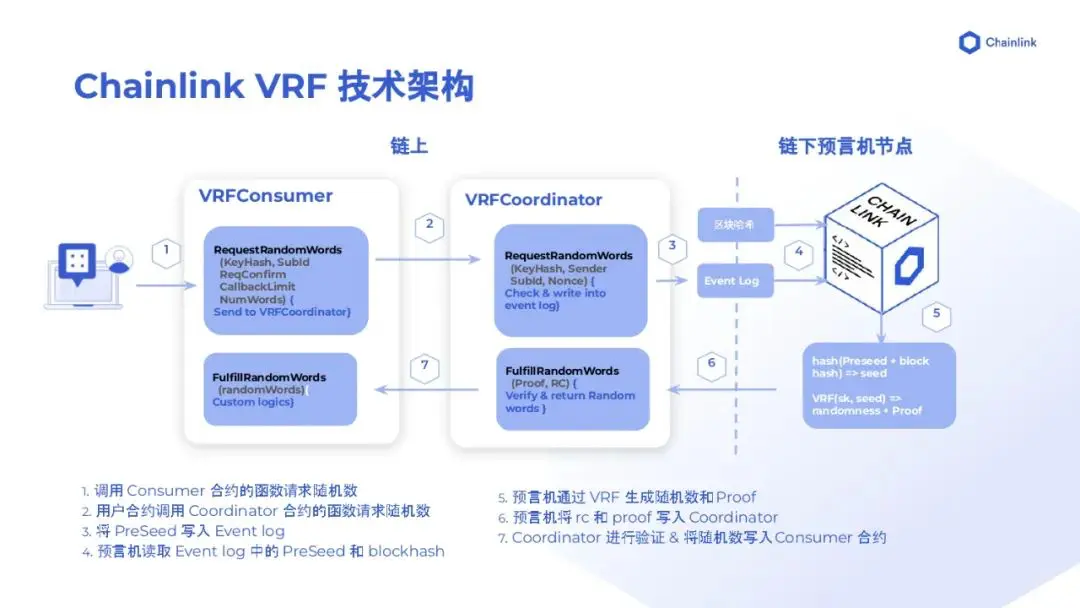 Chainlink
Chainlink VRF 技术架构
链上
链下预言机节点
VRFConsumer
VRFCoordinator
1
2
3
4
5
6
7
RequestRandomWords
(KeyHash, SubId
ReqConfirm
CallbackLimit
NumWords) {
Send to VRFCoordinator}
RequestRandomWords
(KeyHash, Sender
SubId, Nonce) {
Check & write into
event log}
区块哈希
Event Log
CHAIN
LINK
</>
</>
FulfillRandomWords
(randomWords){
Custom logics}
FulfillRandomWords
(Proof, RC) {
Verify & return Random
words }
hash(Preseed + block
hash) => seed
VRF(sk, seed) =>
randomness + Proof
1. 调用 Consumer 合约的函数请求随机数
2. 用户合约调用 Coordinator 合约的函数请求随机数
3. 将 PreSeed 写入 Event log
4. 预言机读取 Event log 中的 PreSeed 和 blockhash
5. 预言机通过 VRF 生成随机数和Proof
6. 预言机将 rc 和 proof 写入 Coordinator
7. Coordinator 进行验证 & 将随机数写入Consumer 合约